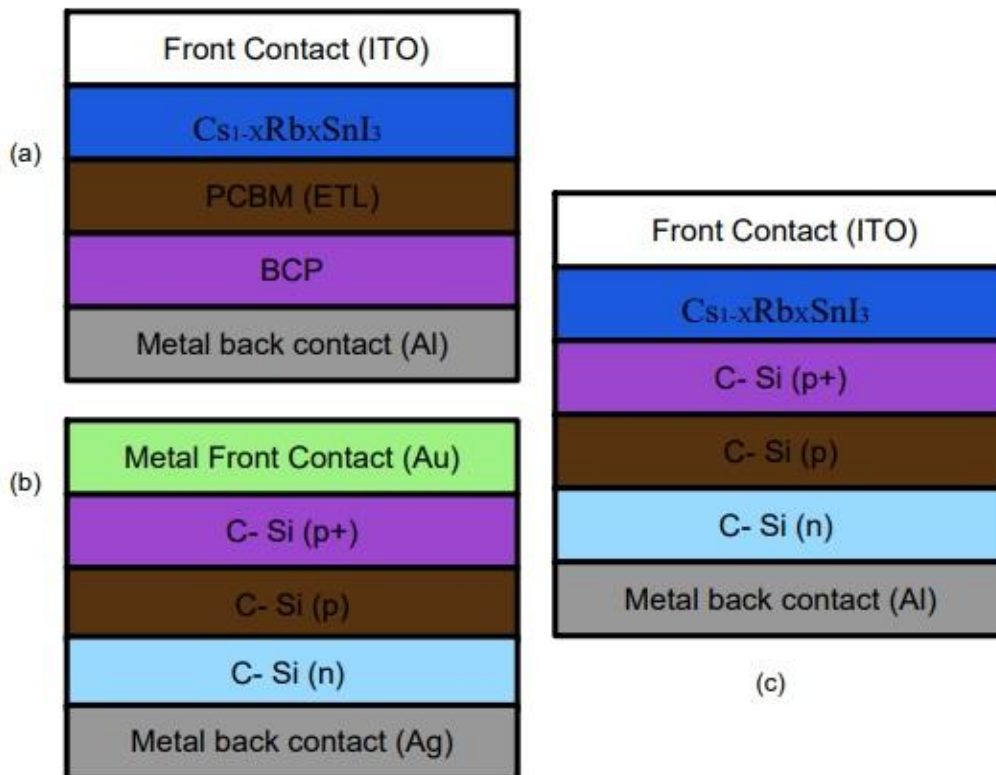 (a)
Front Contact (ITO)
Cs1-XRbXSnI3
PCBM (ETL)
BCP
Metal back contact (Al)
(b)
Metal Front Contact (Au)
C- Si (p+)
C- Si (p)
C- Si (n)
Metal back contact (Ag)
Front Contact (ITO)
Cs1-XRbXSnI3
C- Si (p+)
C- Si (p)
C- Si (n)
Metal back contact (Al)
(c)